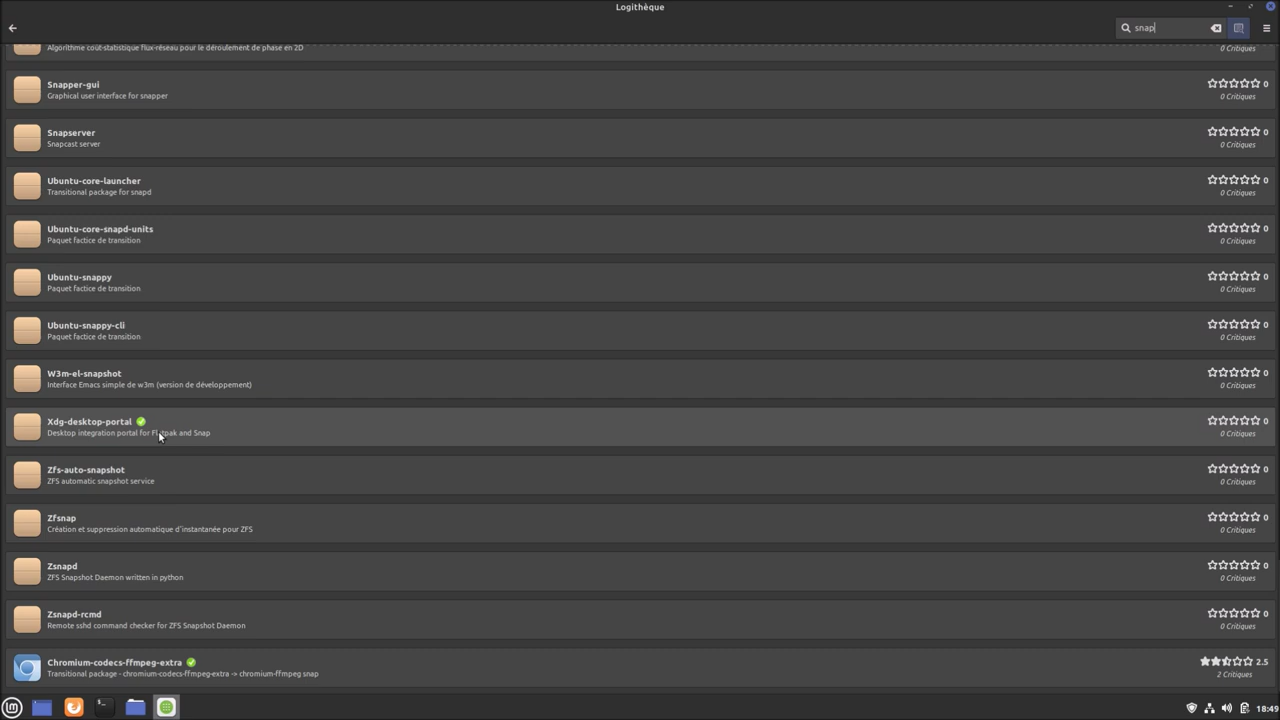 Logithèque
snap
Algorithme coût-statistique flux-réseau pour le déroulement de phase en 2D
0 Critiques
Snapper-gui
0
Graphical user interface for snapper
0 Critiques
Snapserver
0
Snapcast server
0 Critiques
Ubuntu-core-launcher
0
Transitional package for snapd
0 Critiques
Ubuntu-core-snapd-units
0
Paquet factice de transition
0 Critiques
Ubuntu-snappy
0
Paquet factice de transition
0 Critiques
Ubuntu-snappy-cli
0
Paquet factice de transition
0 Critiques
W3m-el-snapshot
0
Interface Emacs simple de w3m (version de développement)
0 Critiques
Xdg-desktop-portal
0
Desktop integration portal for Flatpak and Snap
0 Critiques
Zfs-auto-snapshot
0
ZFS automatic snapshot service
0 Critiques
Zfsnap
0
Création et suppression automatique d'instantanée pour ZFS
0 Critiques
Zsnapd
0
ZFS Snapshot Daemon written in python
0 Critiques
Zsnapd-rcmd
0
Remote sshd command checker for ZFS Snapshot Daemon
0 Critiques
Chromium-codecs-ffmpeg-extra
2.5
Transitional package - chromium-codecs-ffmpeg-extra -> chromium-ffmpeg snap
2 Critiques
18:49